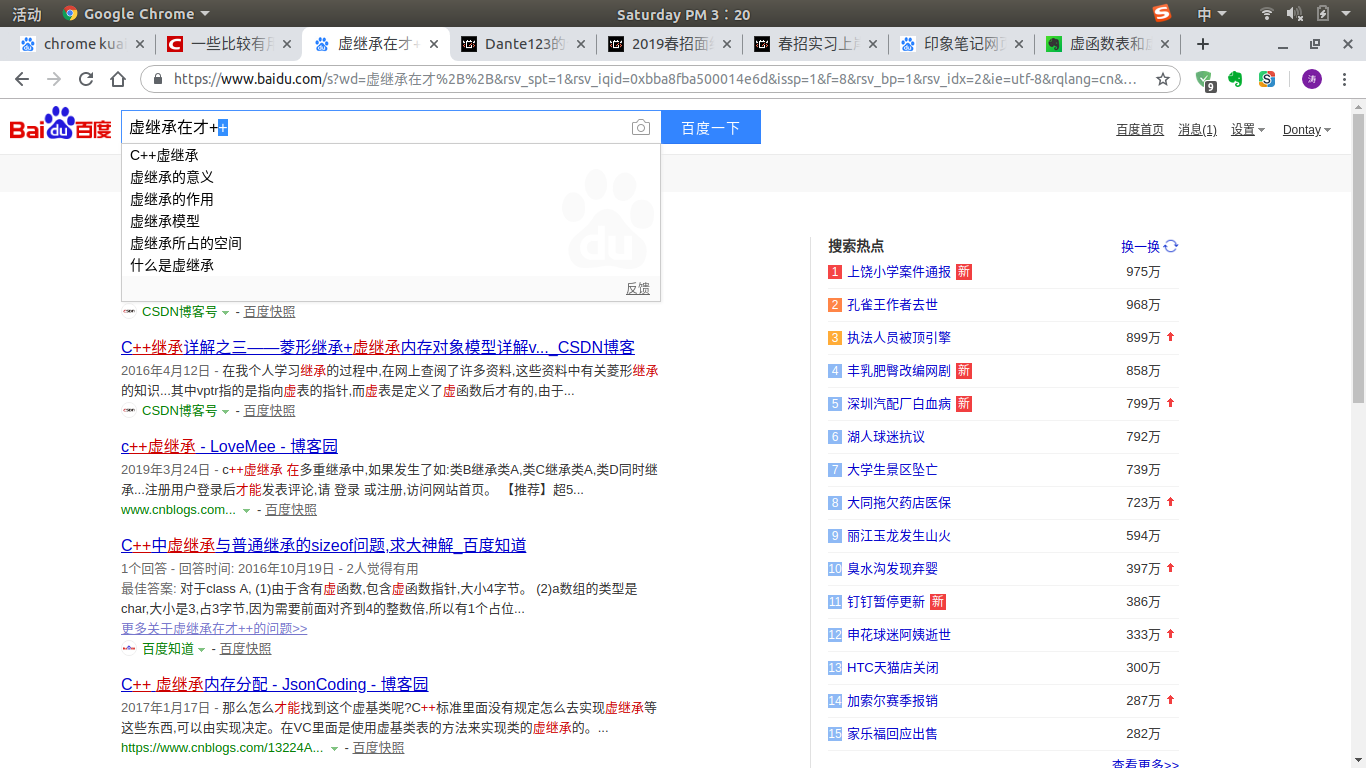 活动 Google Chrome Saturday PM 3：20 中
chrome kua 一些比较有用 虚继承在才+ Dante123的 2019春招面经 春招实习上岸 印象笔记网页 虚函数表和虚
https://www.baidu.com/s?wd=虚继承在才%2B%2B&rsv_spt=1&rsv_iqid=0xbba8fba500014e6d&issp=1&f=8&rsv_bp=1&rsv_idx=2&ie=utf-8&rqlang=cn&... 9 涛
Bai du 百度 虚继承在才++ 百度一下 百度首页 消息(1) 设置 Dontay
C++虚继承
虚继承的意义
虚继承的作用
虚继承模型
虚继承所占的空间
什么是虚继承
反馈
CSDN博客号 - 百度快照
C++继承详解之三——菱形继承+虚继承内存对象模型详解v..._CSDN博客
2016年4月12日 - 在我个人学习继承的过程中,在网上查阅了许多资料,这些资料中有关菱形继承
的知识...其中vptr指的是指向虚表的指针,而虚表是定义了虚函数后才有的,由于...
CSDN博客号 - 百度快照
c++虚继承 - LoveMee - 博客园
2019年3月24日 - c++虚继承 在多重继承中,如果发生了如:类B继承类A,类C继承类A,类D同时继
承...注册用户登录后才能发表评论,请 登录 或注册,访问网站首页。 【推荐】超5...
www.cnblogs.com... - 百度快照
C++中虚继承与普通继承的sizeof问题,求大神解_百度知道
1个回答 - 回答时间: 2016年10月19日 - 2人觉得有用
最佳答案: 对于class A, (1)由于含有虚函数,包含虚函数指针,大小4字节。 (2)a数组的类型是
char,大小是3,占3字节,因为需要前面对齐到4的整数倍,所以有1个占位...
更多关于虚继承在才++的问题>>
百度知道 - 百度快照
C++ 虚继承内存分配 - JsonCoding - 博客园
2017年1月17日 - 那么怎么才能找到这个虚基类呢?C++标准里面没有规定怎么去实现虚继承等
这些东西,可以由实现决定。在VC里面是使用虚基类表的方法来实现类的虚继承的。...
https://www.cnblogs.com/13224A... - 百度快照
搜索热点 换一换
1 上饶小学案件通报 新 975万
2 孔雀王作者去世 968万
3 执法人员被顶引擎 899万
4 丰乳肥臀改编网剧 新 858万
5 深圳汽配厂白血病 新 799万
6 湖人球迷抗议 792万
7 大学生景区坠亡 739万
8 大同拖欠药店医保 723万
9 丽江玉龙发生山火 594万
10 臭水沟发现弃婴 397万
11 钉钉暂停更新 新 386万
12 申花球迷阿姨逝世 333万
13 HTC天猫店关闭 300万
14 加索尔赛季报销 287万
15 家乐福回应出售 282万
查看更多>>